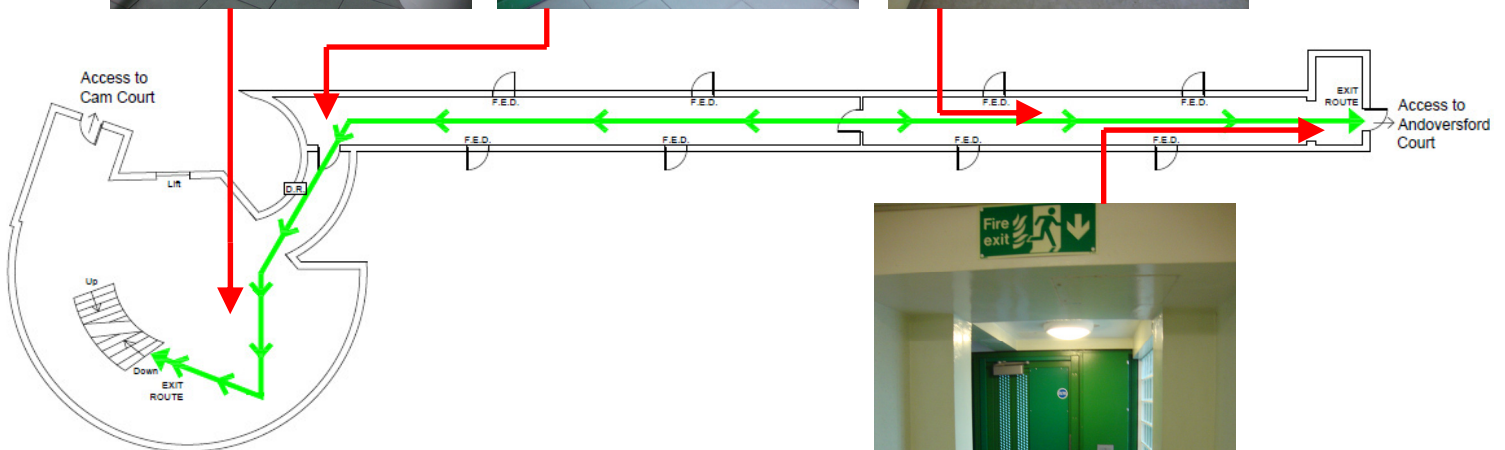 Access to
Cam Court
F.E.D.
F.E.D.
F.E.D.
F.E.D.
EXIT
ROUTE
Access to
Andoversford
Court
F.E.D.
F.E.D.
F.E.D.
F.E.D.
Lift
D.R.
Up
Down
EXIT
ROUTE
Fire
exit